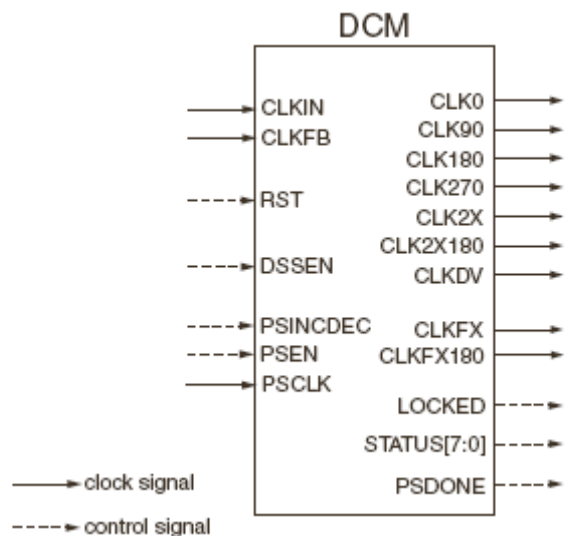 DCM
CLKIN
CLKFB
RST
DSSEN
PSINCDEC
PSEN
PSCLK
CLK0
CLK90
CLK180
CLK270
CLK2X
CLK2X180
CLKDV
CLKFX
CLKFX180
LOCKED
STATUS[7:0]
PSDONE
clock signal
control signal